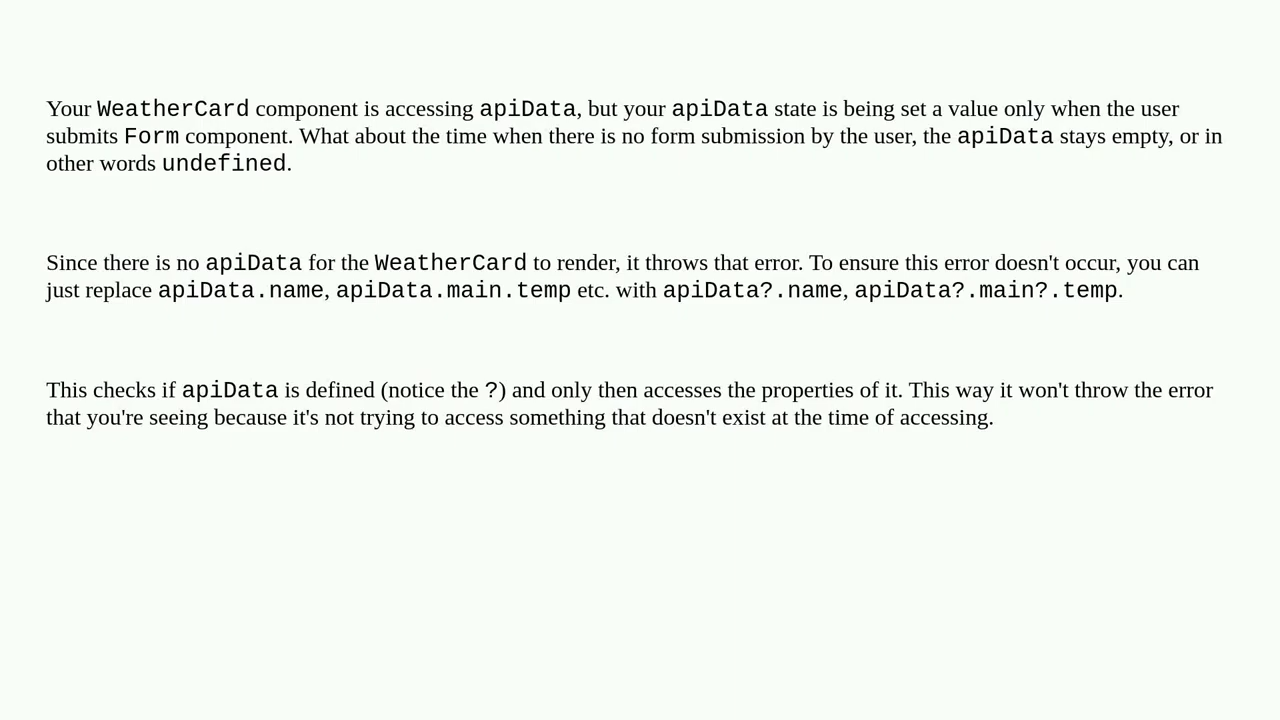 Your WeatherCard component is accessing apiData, but your apiData state is being set a value only when the user
submits Form component. What about the time when there is no form submission by the user, the apiData stays empty, or in
other words undefined.
Since there is no apiData for the WeatherCard to render, it throws that error. To ensure this error doesn't occur, you can
just replace apiData.name, apiData.main.temp etc. with apiData?.name, apiData?.main?.temp.
This checks if apiData is defined (notice the ?) and only then accesses the properties of it. This way it won't throw the error
that you're seeing because it's not trying to access something that doesn't exist at the time of accessing.